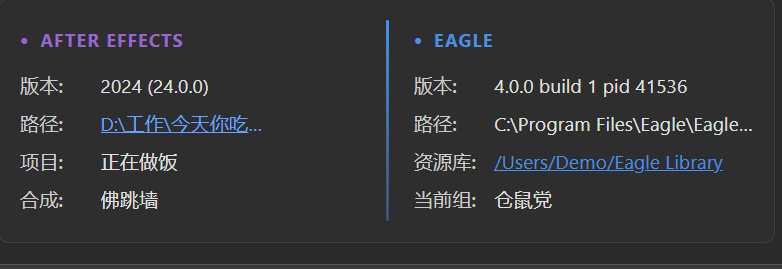 • AFTER EFFECTS
版本: 2024 (24.0.0)
路径: D:\工作\今天你吃...
项目: 正在做饭
合成: 佛跳墙
• EAGLE
版本: 4.0.0 build 1 pid 41536
路径: C:\Program Files\Eagle\Eagle...
资源库: /Users/Demo/Eagle Library
当前组: 仓鼠党